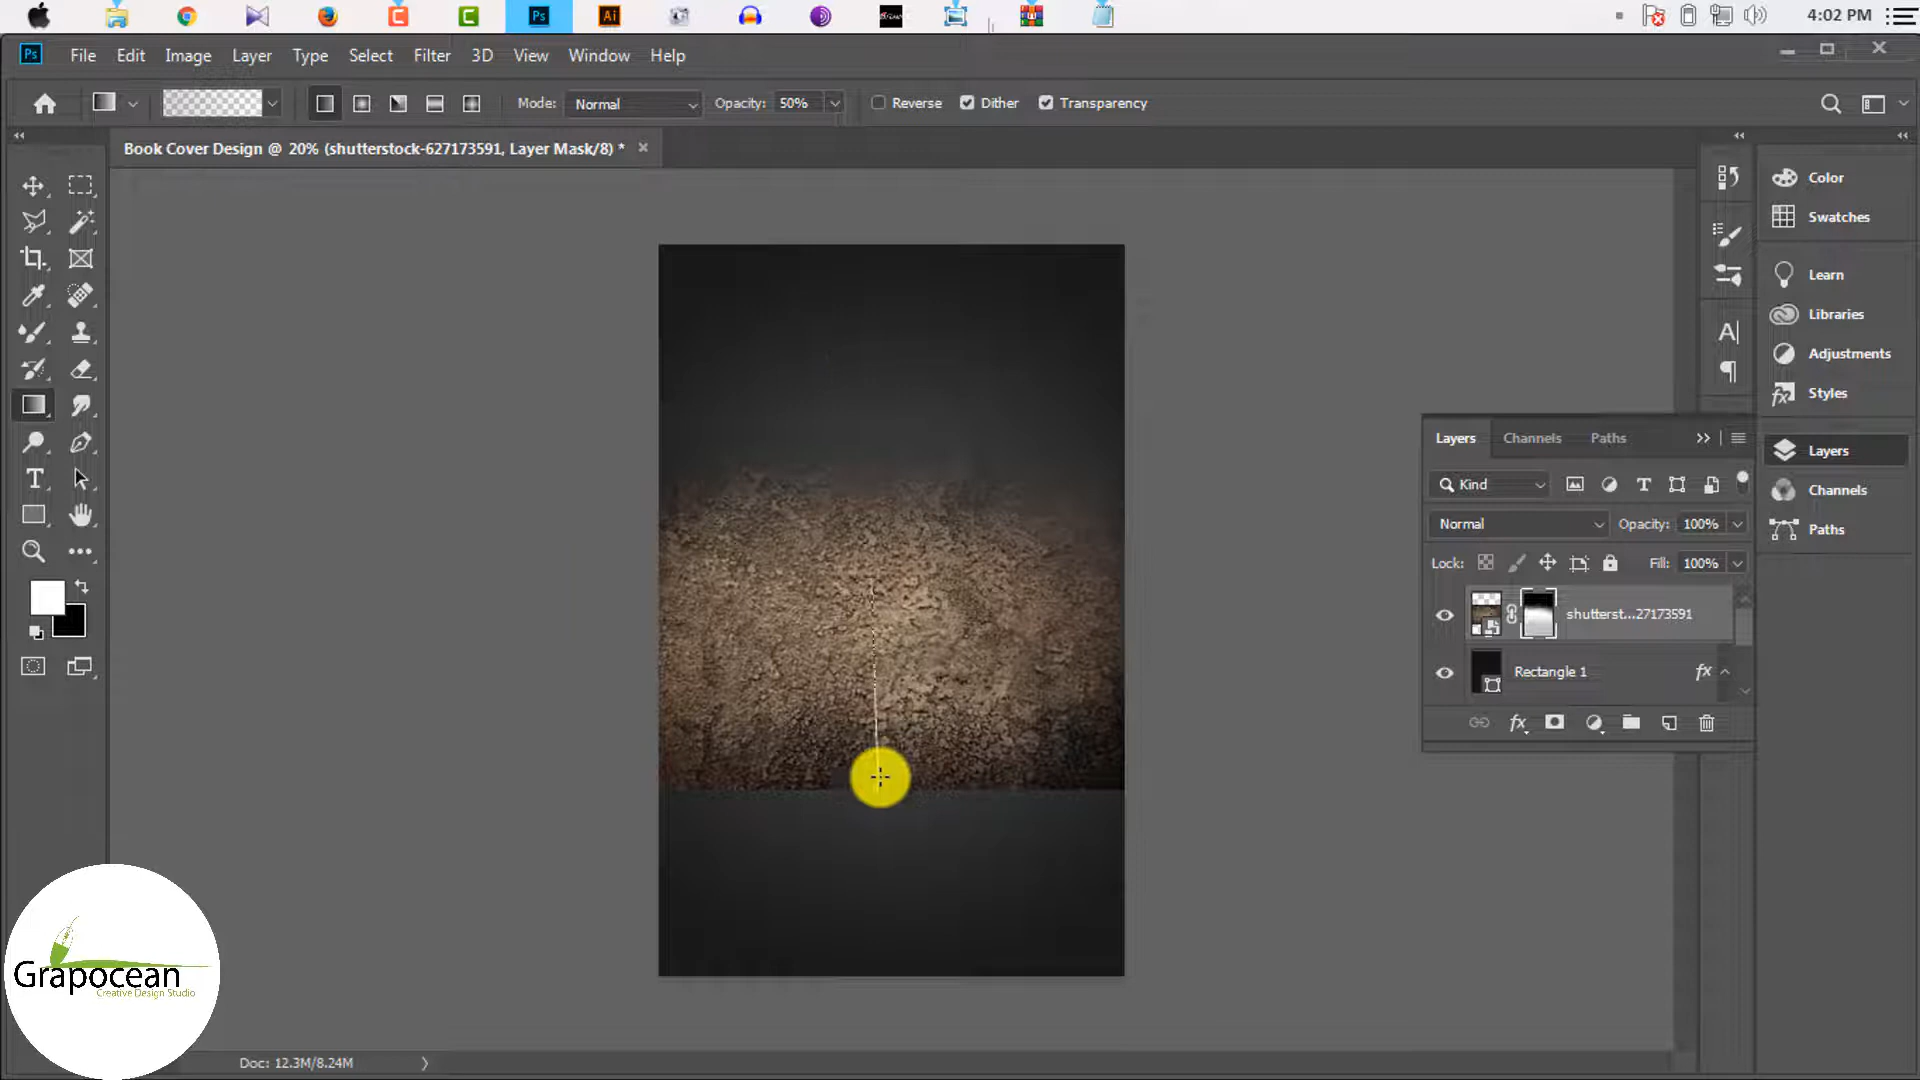 4:02 PM
Ps File Edit Image Layer Type Select Filter 3D View Window Help
Mode: Normal Opacity: 50% Reverse Dither Transparency
Book Cover Design @ 20% (shutterstock-627173591, Layer Mask/8) *
Color
Swatches
Learn
Libraries
Adjustments
Styles
Layers
Channels
Paths
Layers Channels Paths
Kind
Normal Opacity: 100%
Lock: Fill: 100%
shutterst...27173591
Rectangle 1 fx
Grapocean
Creative Design Studio
Doc: 12.3M/8.24M